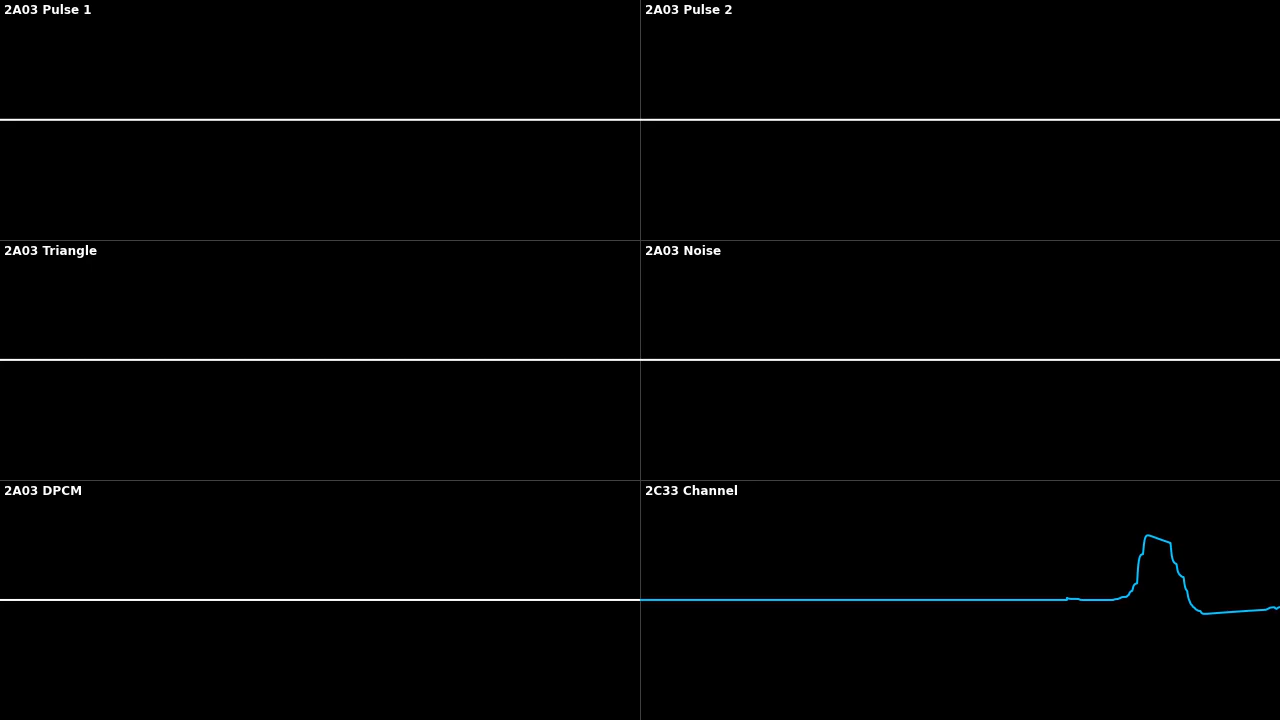 2A03 Pulse 1
2A03 Pulse 2
2A03 Triangle
2A03 Noise
2A03 DPCM
2C33 Channel